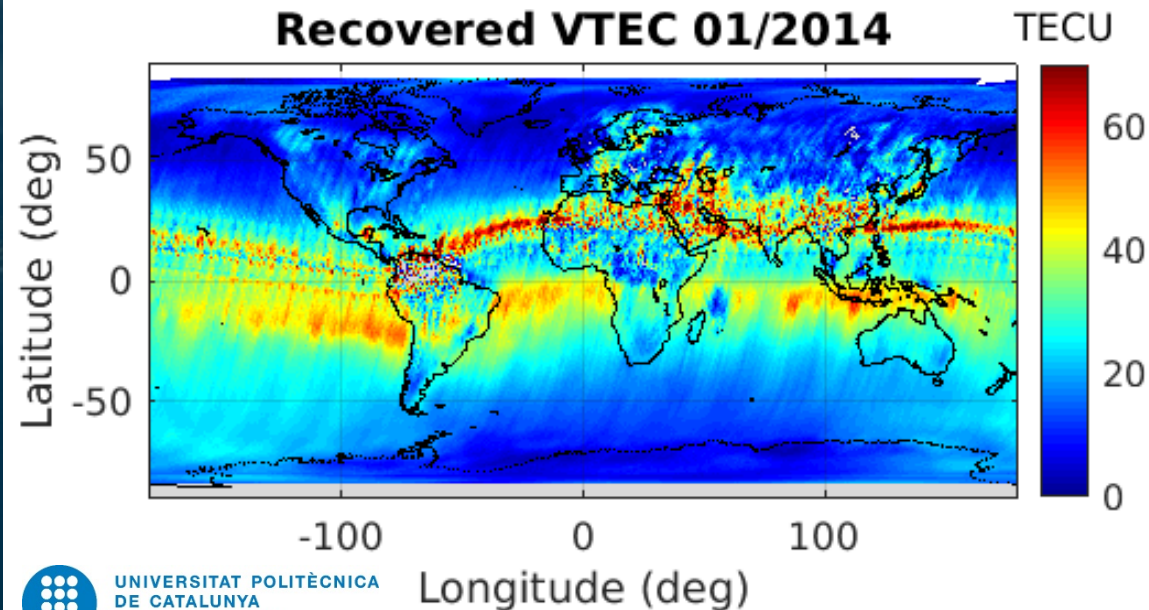 Recovered VTEC 01/2014
TECU
Latitude (deg)
50
0
-50
60
40
20
0
-100
0
100
Longitude (deg)
UNIVERSITAT POLITÈCNICA
DE CATALUNYA